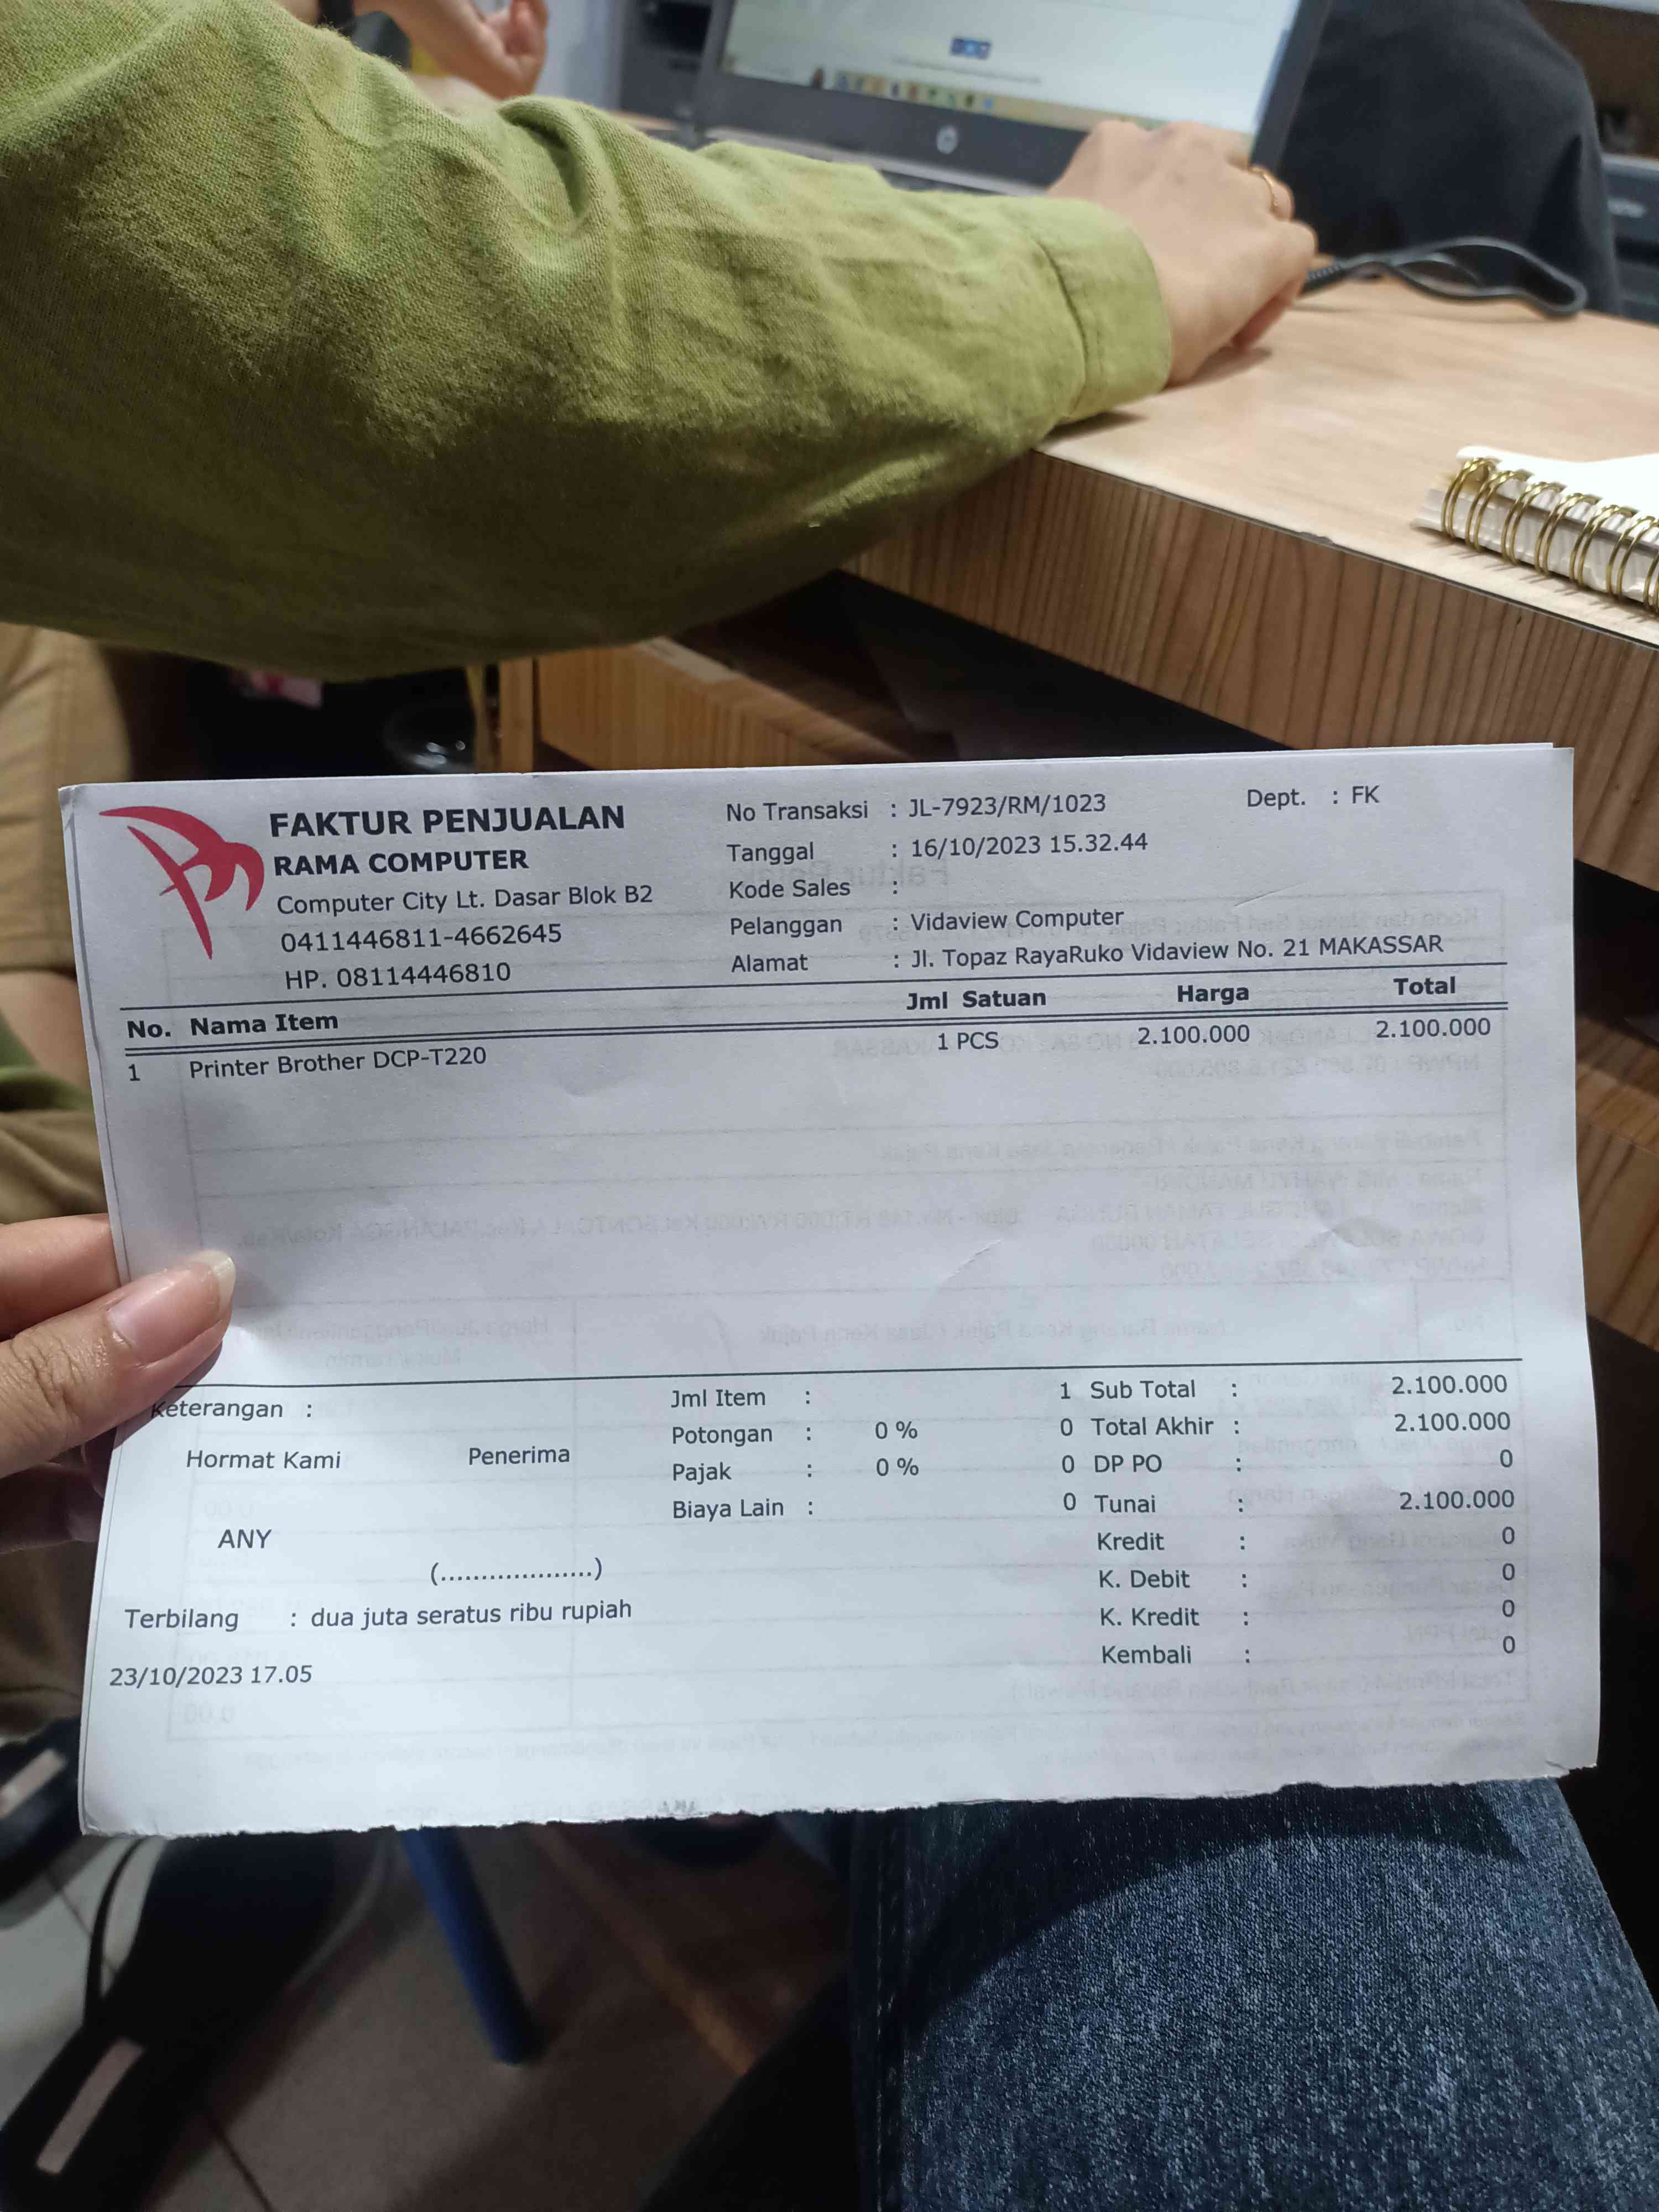 FAKTUR PENJUALAN
RAMA COMPUTER
Computer City Lt. Dasar Blok B2
0411446811-4662645
HP. 08114446810
No Transaksi : JL-7923/RM/1023
Dept. : FK
Tanggal : 16/10/2023 15.32.44
Kode Sales :
Pelanggan : Vidaview Computer
Alamat : Jl. Topaz RayaRuko Vidaview No. 21 MAKASSAR
No. Nama Item Jml Satuan Harga Total
1 Printer Brother DCP-T220 1 PCS 2.100.000 2.100.000
Keterangan :
Hormat Kami Penerima
ANY
(...................)
Jml Item : 1
Potongan : 0 % 0
Pajak : 0 % 0
Biaya Lain : 0
Sub Total : 2.100.000
Total Akhir : 2.100.000
DP PO : 0
Tunai : 2.100.000
Kredit : 0
K. Debit : 0
K. Kredit : 0
Kembali : 0
Terbilang : dua juta seratus ribu rupiah
23/10/2023 17.05